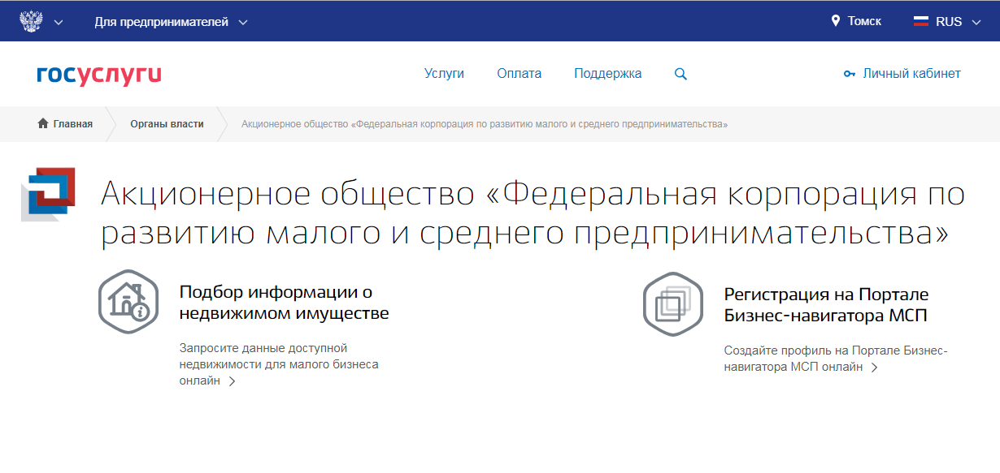 Для предпринимателей
Томск
RUS
госуслуги
Услуги
Оплата
Поддержка
Личный кабинет
Главная
Органы власти
Акционерное общество «Федеральная корпорация по развитию малого и среднего предпринимательства»
Акционерное общество «Федеральная корпорация по
развитию малого и среднего предпринимательства»
Подбор информации о
недвижимом имуществе
Запросите данные доступной
недвижимости для малого бизнеса
онлайн
Регистрация на Портале
Бизнес-навигатора МСП
Создайте профиль на Портале Бизнес-
навигатора МСП онлайн